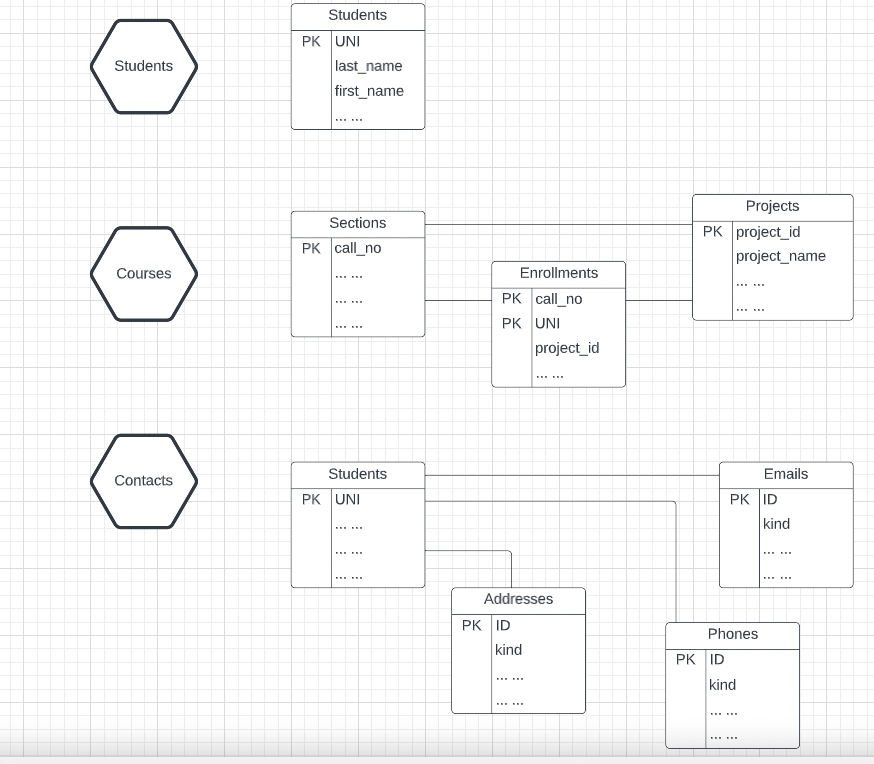 Students
Students
PK UNI
last_name
first_name
... ...
Courses
Sections
PK call_no
... ...
... ...
... ...
Enrollments
PK call_no
PK UNI
project_id
... ...
Projects
PK project_id
project_name
... ...
... ...
Contacts
Students
PK UNI
... ...
... ...
... ...
Emails
PK ID
kind
... ...
... ...
Addresses
PK ID
kind
... ...
... ...
Phones
PK ID
kind
... ...
... ...